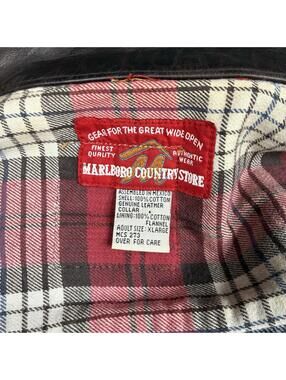 GEAR FOR THE GREAT WIDE OPEN
FINEST QUALITY
AUTHENTIC WEAR
MARLBORO COUNTRY STORE
ASSEMBLED IN MEXICO
SHELL: 100% COTTON
GENUINE LEATHER
COLLAR
LINING: 100% COTTON
FLANNEL
ADULT SIZE: XLARGE
MCS 273
OVER FOR CARE